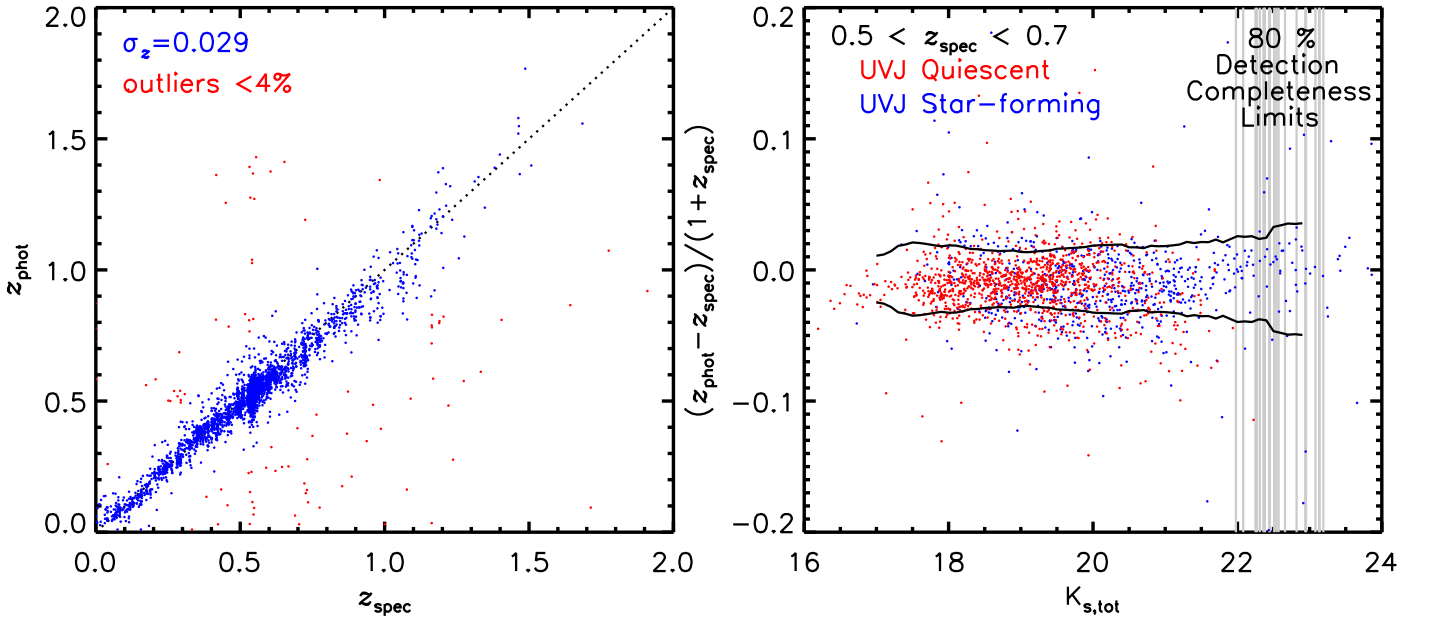 2.0
σz=0.029
outliers <4%
1.5
1.0
0.5
0.0
zphot
0.0 0.5 1.0 1.5 2.0
zspec
0.2
0.5 < zspec < 0.7
UVJ Quiescent
UVJ Star-forming
80 %
Detection
Completeness
Limits
0.1
0.0
-0.1
-0.2
(zphot-zspec)/(1+zspec)
16 18 20 22 24
Ks,tot